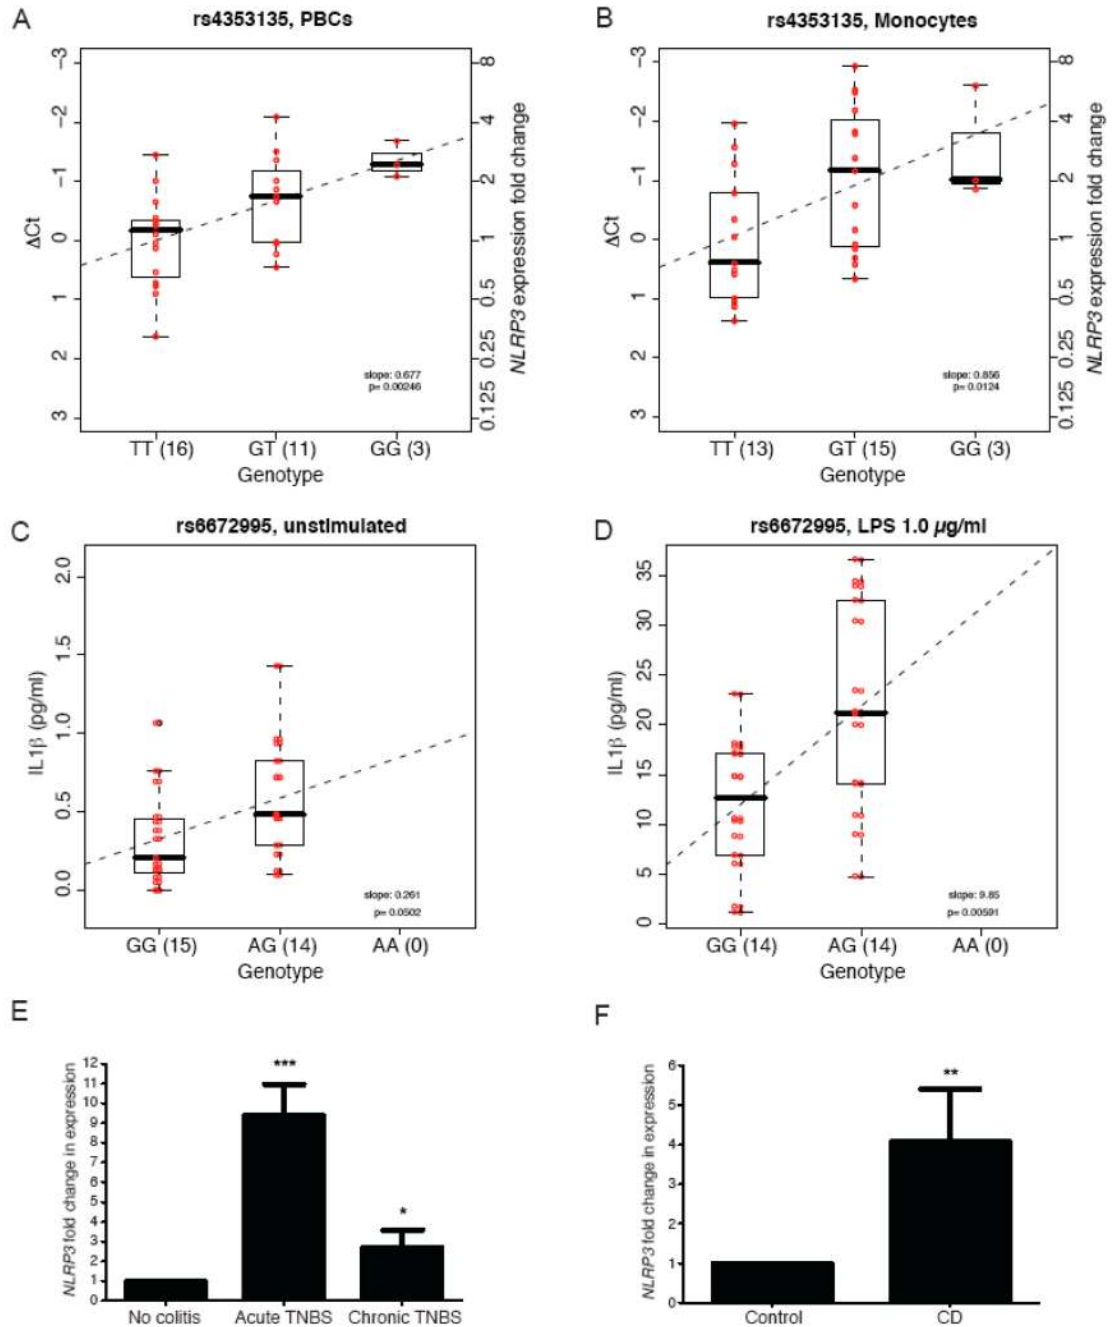 A
rs4353135, PBCs
−3
−2
−1
0
1
2
3
ΔCt
8
4
2
1
0.5
0.25
0.125
NLRP3 expression fold change
slope: 0.677
p= 0.00246
TT (16)
GT (11)
GG (3)
Genotype
B
rs4353135, Monocytes
−3
−2
−1
0
1
2
3
ΔCt
8
4
2
1
0.5
0.25
0.125
NLRP3 expression fold change
slope: 0.856
p= 0.0124
TT (13)
GT (15)
GG (3)
Genotype
C
rs6672995, unstimulated
2.0
1.5
1.0
0.5
0.0
IL1β (pg/ml)
slope: 0.261
p= 0.0502
GG (15)
AG (14)
AA (0)
Genotype
D
rs6672995, LPS 1.0 µg/ml
35
30
25
20
15
10
5
0
IL1β (pg/ml)
slope: 9.85
p= 0.00591
GG (14)
AG (14)
AA (0)
Genotype
E
NLRP3 fold change in expression
12
11
10
9
8
7
6
5
4
3
2
1
0
***
*
No colitis
Acute TNBS
Chronic TNBS
F
NLRP3 fold change in expression
6
5
4
3
2
1
0
**
Control
CD